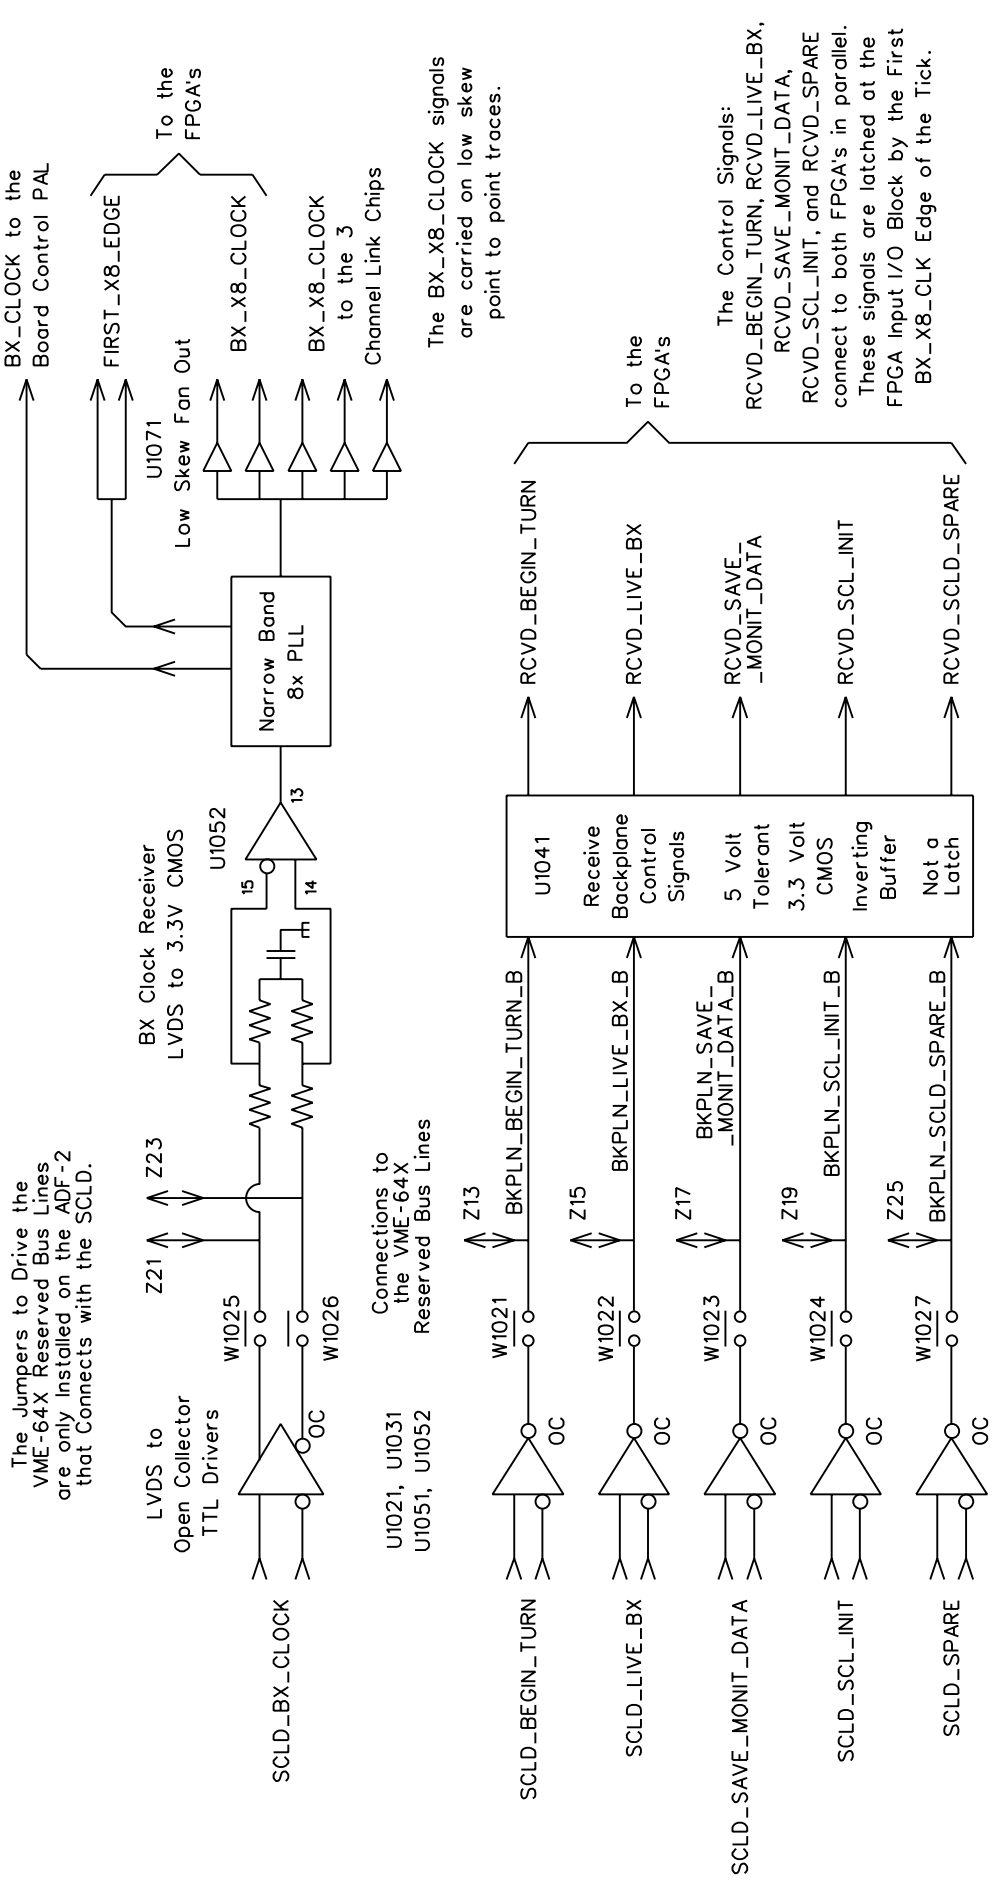 The Jumpers to Drive the
VME-64X Reserved Bus Lines
are only Installed on the ADF-2
that Connects with the SCLD.
LVDS to
Open Collector
TTL Drivers
SCLD_BX_CLOCK
OC
W1025
W1026
Z21
Z23
BX Clock Receiver
LVDS to 3.3V CMOS
U1052
15
14
13
Narrow Band
8x PLL
BX_CLOCK to the
Board Control PAL
FIRST_X8_EDGE
To the
FPGA's
U1071
Low Skew Fan Out
BX_X8_CLOCK
BX_X8_CLOCK
to the 3
Channel Link Chips
The BX_X8_CLOCK signals
are carried on low skew
point to point traces.
U1021, U1031
U1051, U1052
Connections to
the VME-64X
Reserved Bus Lines
SCLD_BEGIN_TURN
OC
W1021
Z13
BKPLN_BEGIN_TURN_B
RCVD_BEGIN_TURN
SCLD_LIVE_BX
OC
W1022
Z15
BKPLN_LIVE_BX_B
RCVD_LIVE_BX
SCLD_SAVE_MONIT_DATA
OC
W1023
Z17
BKPLN_SAVE_
_MONIT_DATA_B
RCVD_SAVE_
_MONIT_DATA
SCLD_SCL_INIT
OC
W1024
Z19
BKPLN_SCL_INIT_B
RCVD_SCL_INIT
SCLD_SPARE
OC
W1027
Z25
BKPLN_SCLD_SPARE_B
RCVD_SCLD_SPARE
U1041
Receive
Backplane
Control
Signals
5 Volt
Tolerant
3.3 Volt
CMOS
Inverting
Buffer
Not a
Latch
To the
FPGA's
The Control Signals:
RCVD_BEGIN_TURN, RCVD_LIVE_BX,
RCVD_SAVE_MONIT_DATA,
RCVD_SCL_INIT, and RCVD_SPARE
connect to both FPGA's in parallel.
These signals are latched at the
FPGA Input I/O Block by the First
BX_X8_CLK Edge of the Tick.